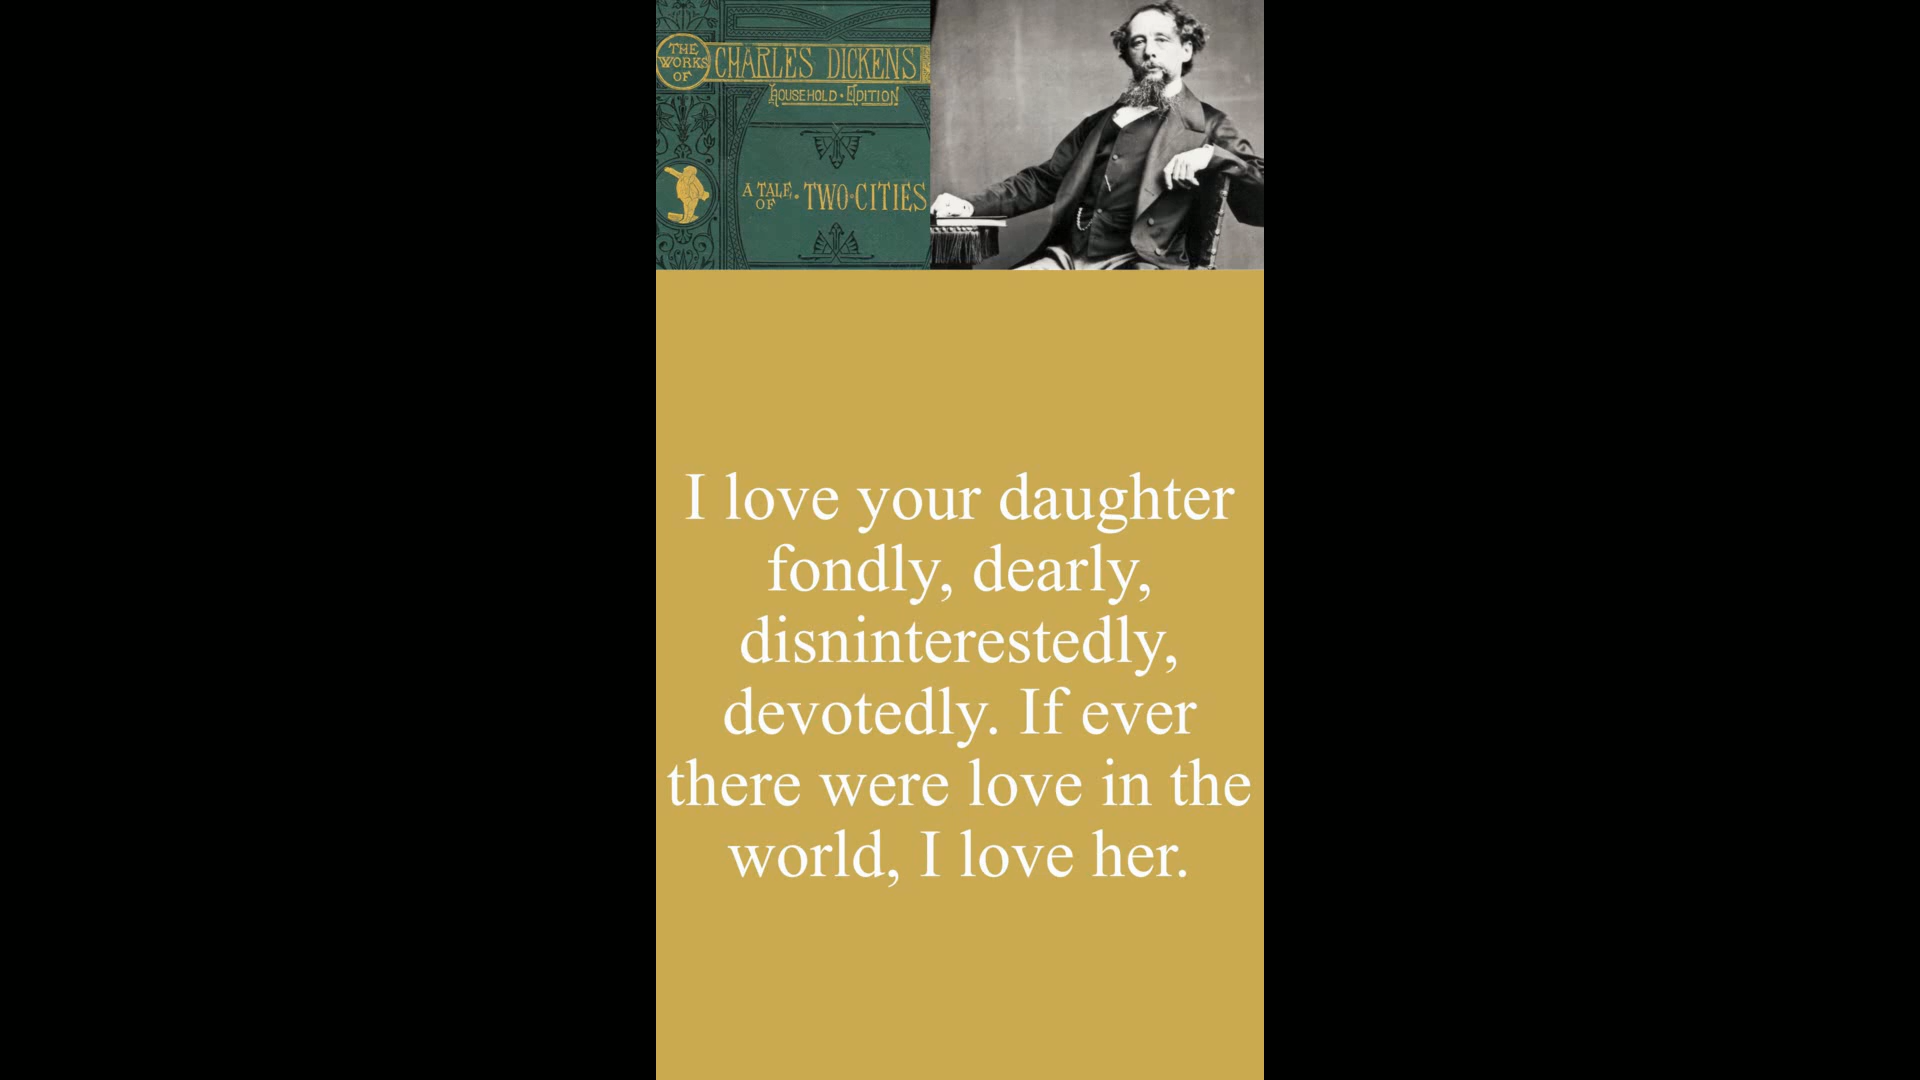 THE
WORKS
OF
CHARLES DICKENS
HOUSEHOLD · EDITION
A TALE
OF · TWO · CITIES
I love your daughter
fondly, dearly,
disninterestedly,
devotedly. If ever
there were love in the
world, I love her.